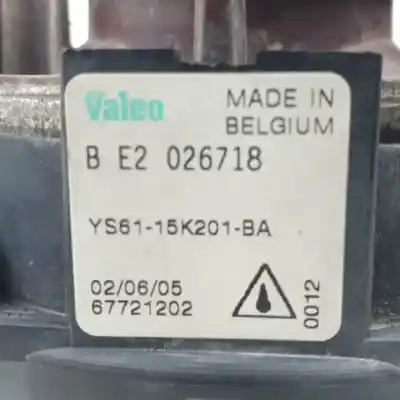 Valeo
MADE IN
BELGIUM
B E2 026718
YS61-15K201-BA
02/06/05
67721202
0012